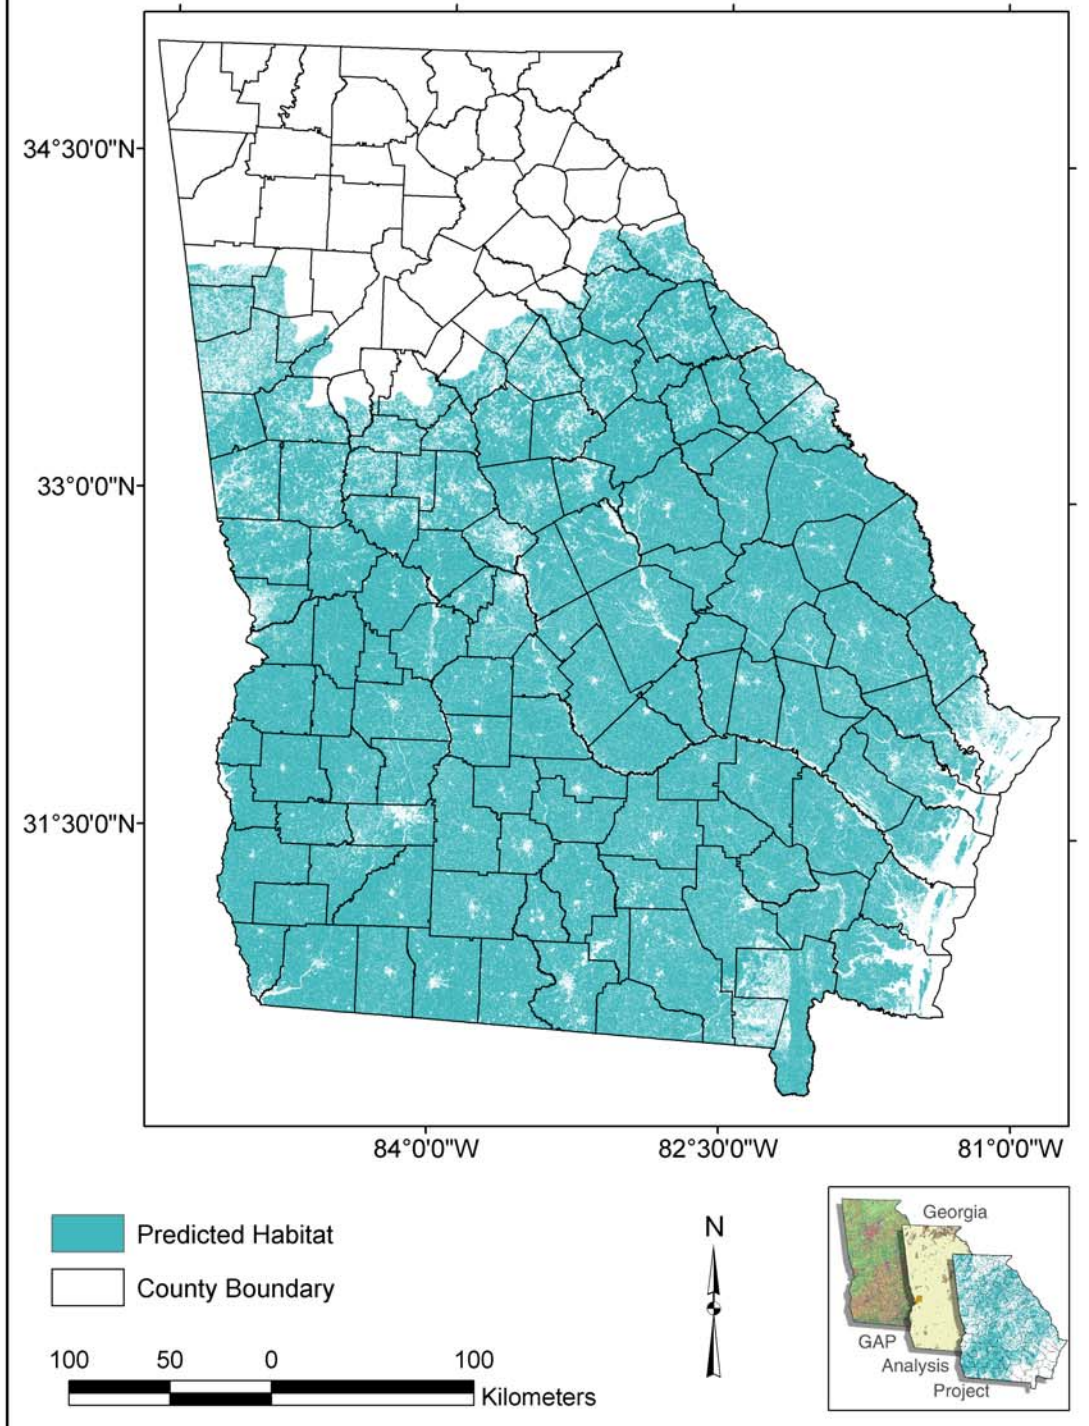 34°30'0"N
33°0'0"N
31°30'0"N
84°0'0"W
82°30'0"W
81°0'0"W
Predicted Habitat
County Boundary
100 50 0 100
Kilometers
N
Georgia
GAP
Analysis
Project